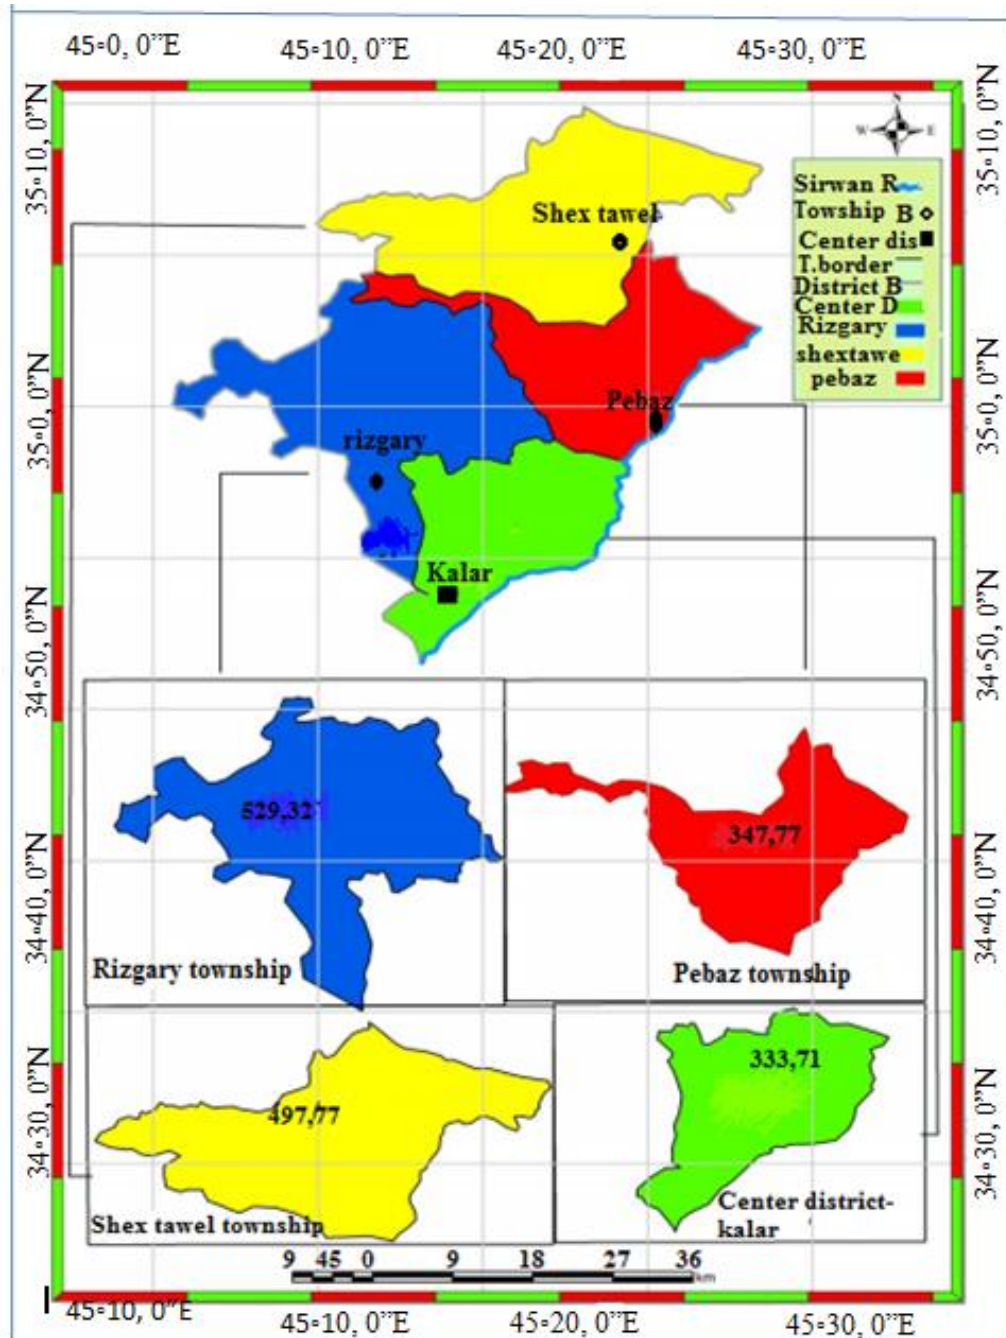 45°0, 0”E 45°10, 0”E 45°20, 0”E 45°30, 0”E
35°10, 0”N
35°0, 0”N
34°50, 0”N
34°40, 0”N
34°30, 0”N
35°10, 0”N
35°0, 0”N
34°50, 0”N
34°40, 0”N
34°30, 0”N
N
W E
Sirwan R
Towship B
Center dis
T.border
District B
Center D
Rizgary
shextawe
pebaz
Shex tawel
Pebaz
rizgary
Kalar
529,32
Rizgary township
347,77
Pebaz township
497,77
Shex tawel township
333,71
Center district-
kalar
9 45 0 9 18 27 36
km
45°10, 0”E 45°10, 0”E 45°20, 0”E 45°30, 0”E